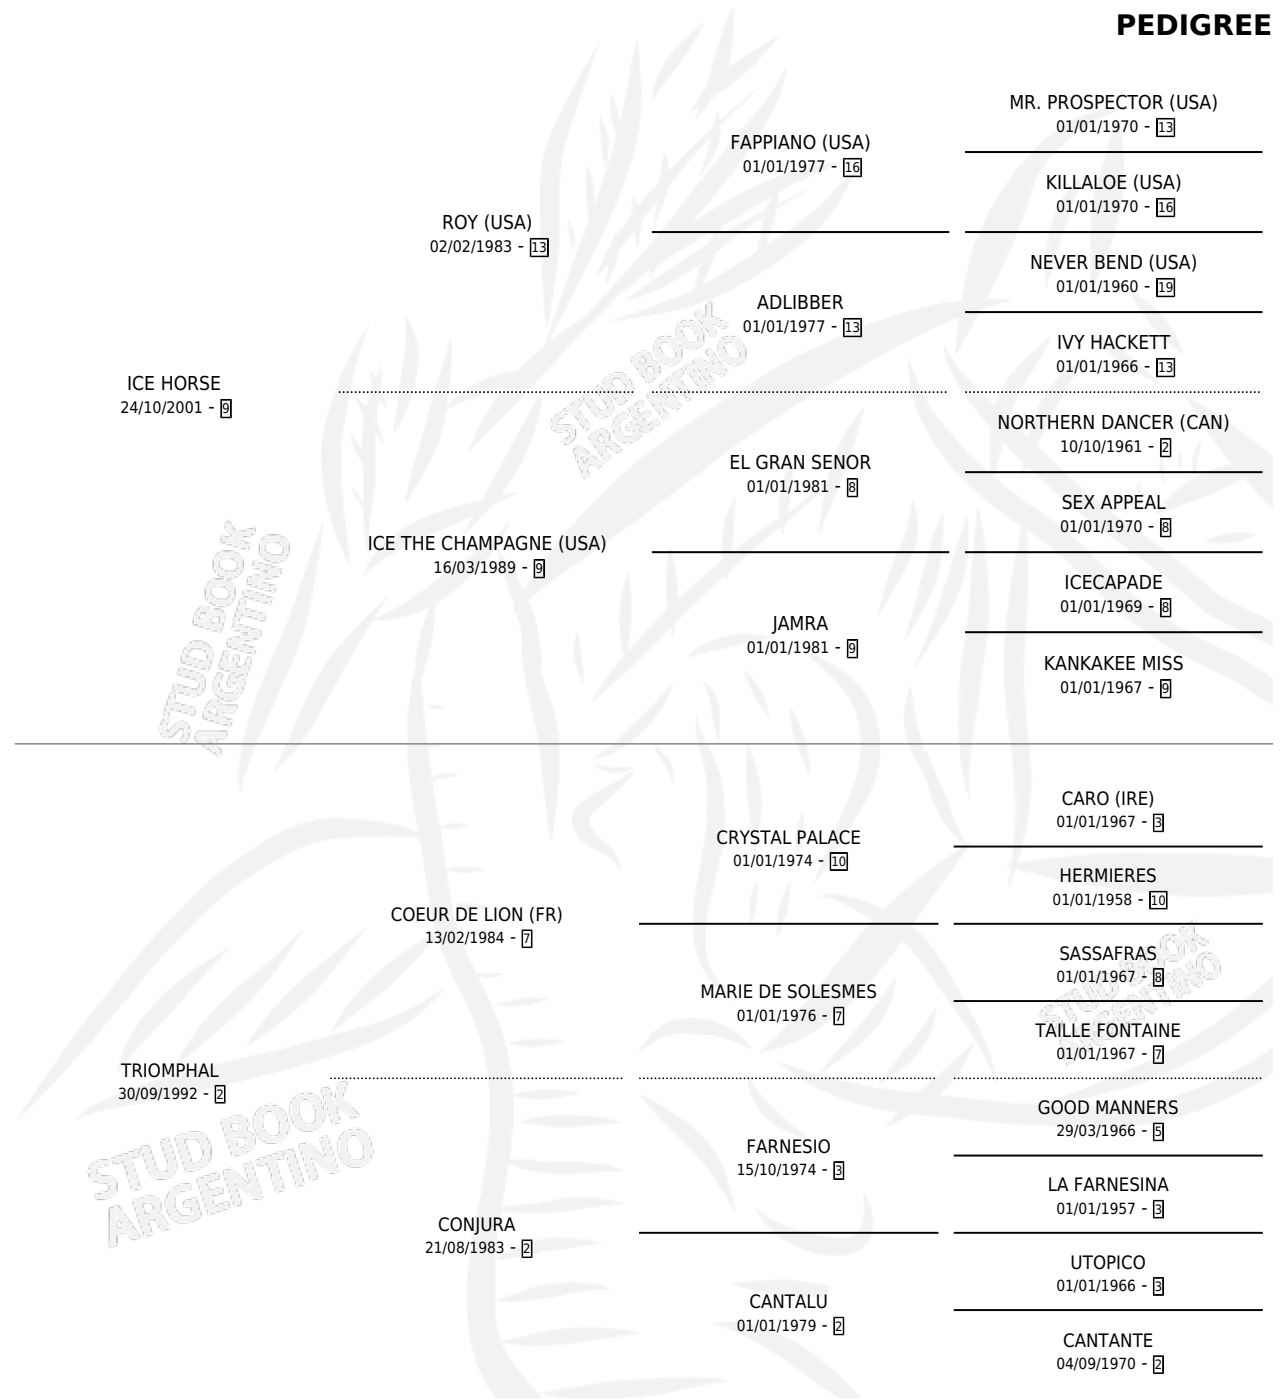 PEDIGREE
MR. PROSPECTOR (USA)
01/01/1970 - 13
FAPPIANO (USA)
01/01/1977 - 16
KILLALOE (USA)
01/01/1970 - 16
ROY (USA)
02/02/1983 - 13
NEVER BEND (USA)
01/01/1960 - 19
ADLIBBER
01/01/1977 - 13
IVY HACKETT
01/01/1966 - 13
ICE HORSE
24/10/2001 - 9
STUD BOOK
ARGENTINO
NORTHERN DANCER (CAN)
10/10/1961 - 2
EL GRAN SENOR
01/01/1981 - 8
SEX APPEAL
01/01/1970 - 8
ICE THE CHAMPAGNE (USA)
16/03/1989 - 9
ICECAPADE
01/01/1969 - 8
JAMRA
01/01/1981 - 9
KANKAKEE MISS
01/01/1967 - 9
STUD BOOK
ARGENTINO
CARO (IRE)
01/01/1967 - 3
CRYSTAL PALACE
01/01/1974 - 10
HERMIERES
01/01/1958 - 10
COEUR DE LION (FR)
13/02/1984 - 7
SASSAFRAS
01/01/1967 - 8
MARIE DE SOLESMES
01/01/1976 - 7
STUD BOOK
ARGENTINO
TAILLE FONTAINE
01/01/1967 - 7
TRIOMPHAL
30/09/1992 - 2
GOOD MANNERS
29/03/1966 - 5
FARNESIO
15/10/1974 - 3
STUD BOOK
ARGENTINO
LA FARNESINA
01/01/1957 - 3
CONJURA
21/08/1983 - 2
UTOPICO
01/01/1966 - 3
CANTALU
01/01/1979 - 2
CANTANTE
04/09/1970 - 2